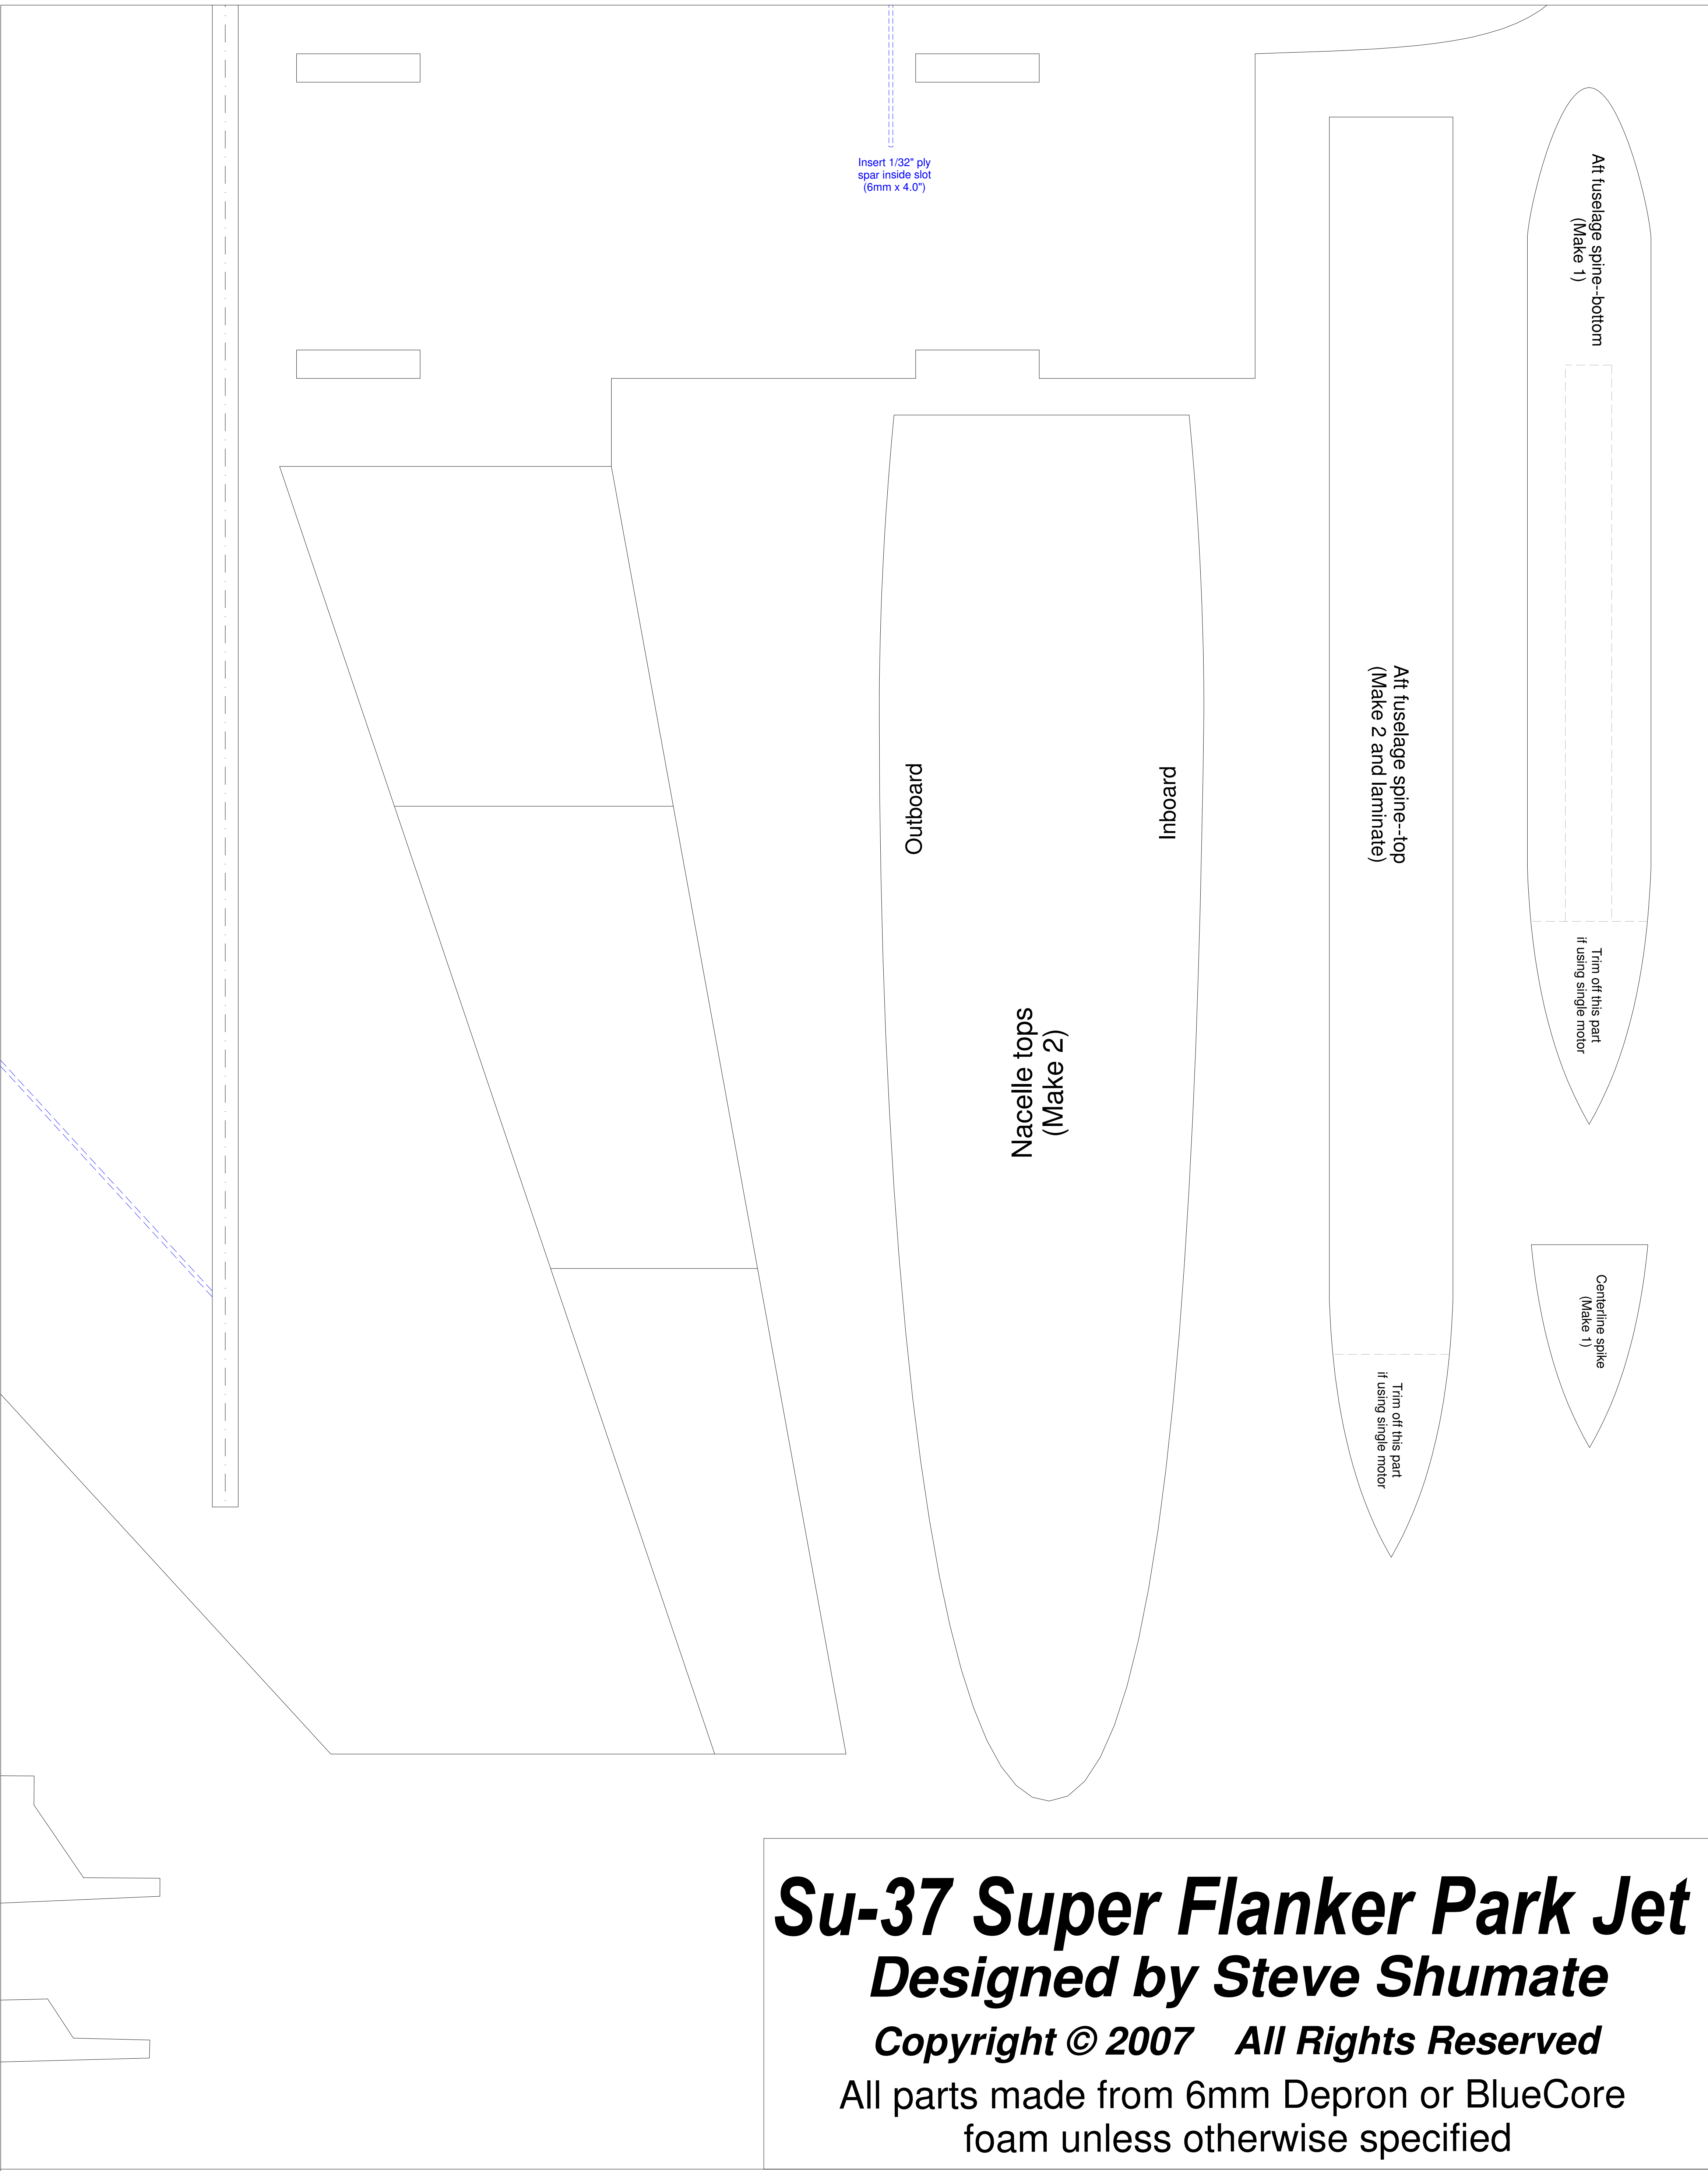 Insert 1/32" ply
spar inside slot
(6mm x 4.0")
Aft fuselage spine--bottom
(Make 1)
Trim off this part
if using single motor
Aft fuselage spine--top
(Make 2 and laminate)
Trim off this part
if using single motor
Outboard
Inboard
Nacelle tops
(Make 2)
Centerline spike
(Make 1)
Su-37 Super Flanker Park Jet
Designed by Steve Shumate
Copyright © 2007 All Rights Reserved
All parts made from 6mm Depron or BlueCore
foam unless otherwise specified